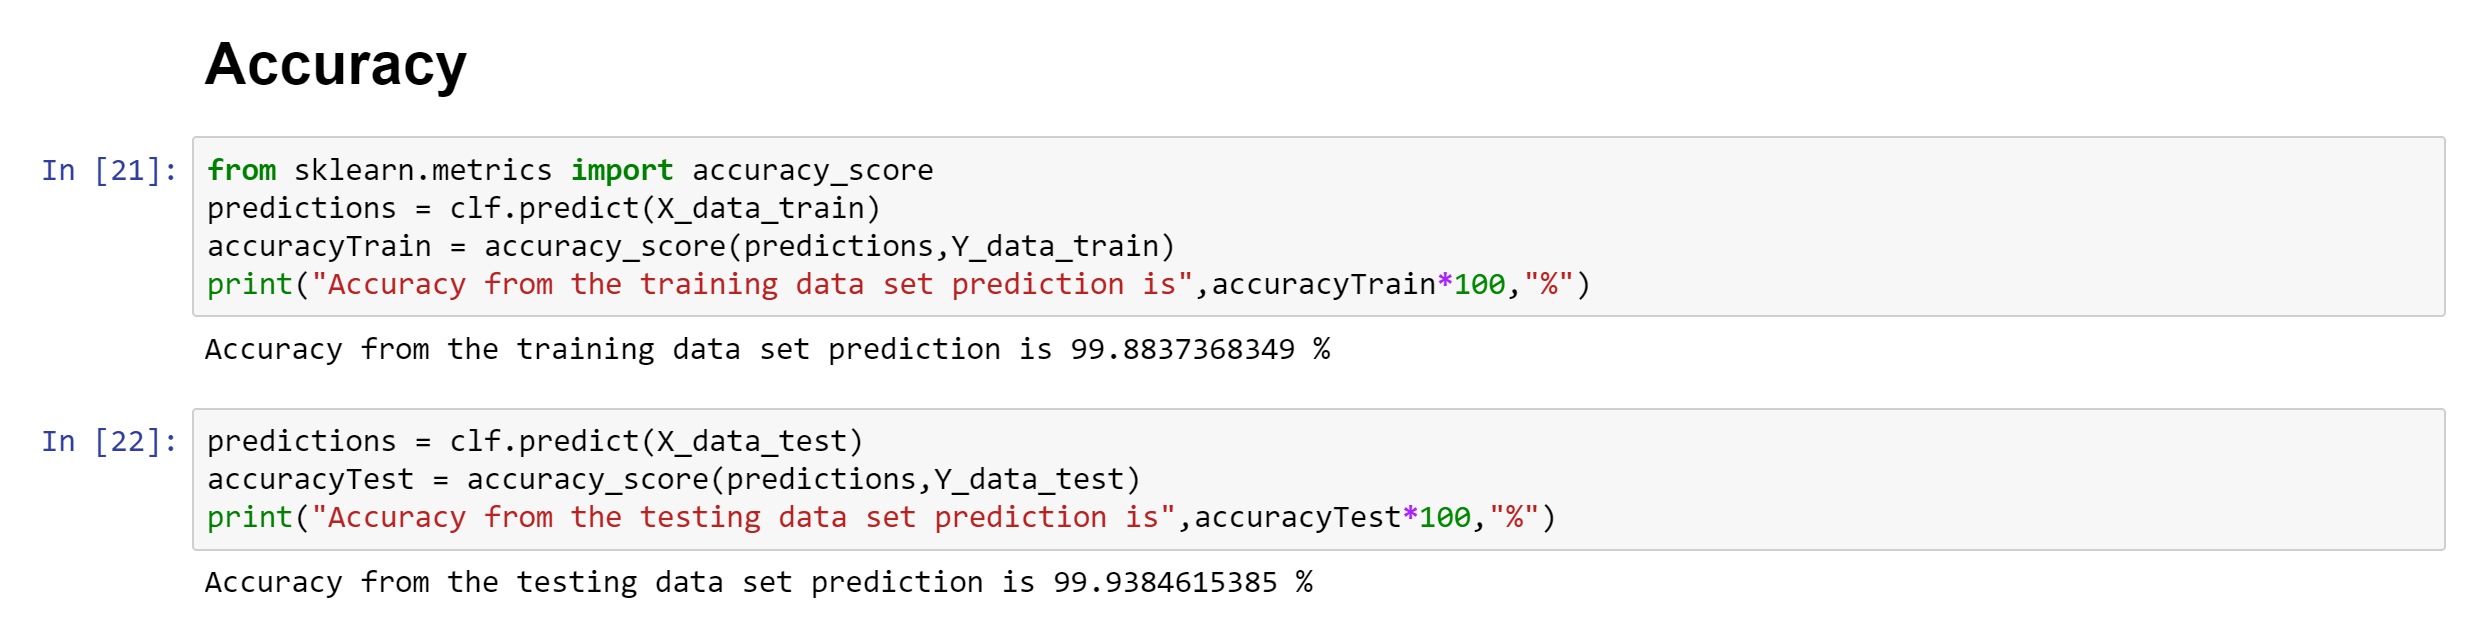 Accuracy
In [21]:
from sklearn.metrics import accuracy_score
predictions = clf.predict(X_data_train)
accuracyTrain = accuracy_score(predictions,Y_data_train)
print("Accuracy from the training data set prediction is",accuracyTrain*100,"%")
Accuracy from the training data set prediction is 99.8837368349 %
In [22]:
predictions = clf.predict(X_data_test)
accuracyTest = accuracy_score(predictions,Y_data_test)
print("Accuracy from the testing data set prediction is",accuracyTest*100,"%")
Accuracy from the testing data set prediction is 99.9384615385 %